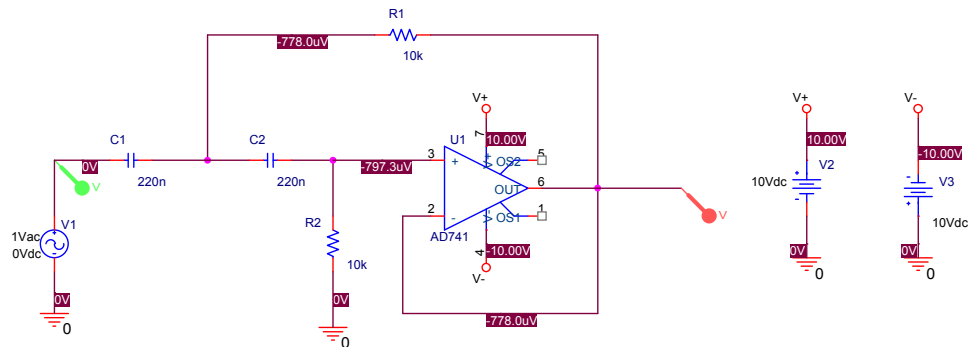 R1
-778.0uV
10k
V+
V+
V-
C1
C2
U1
7
10.00V
10.00V
-10.00V
0V
3
+
V+
OS2
5
-797.3uV
V2
V
220n
220n
OUT
6
10Vdc
V3
2
-
V-
OS1
1
V
V1
R2
AD741
1Vac
0Vdc
10k
4
-10.00V
10Vdc
V-
0V
0V
0V
0V
0
0
-778.0uV
0
0